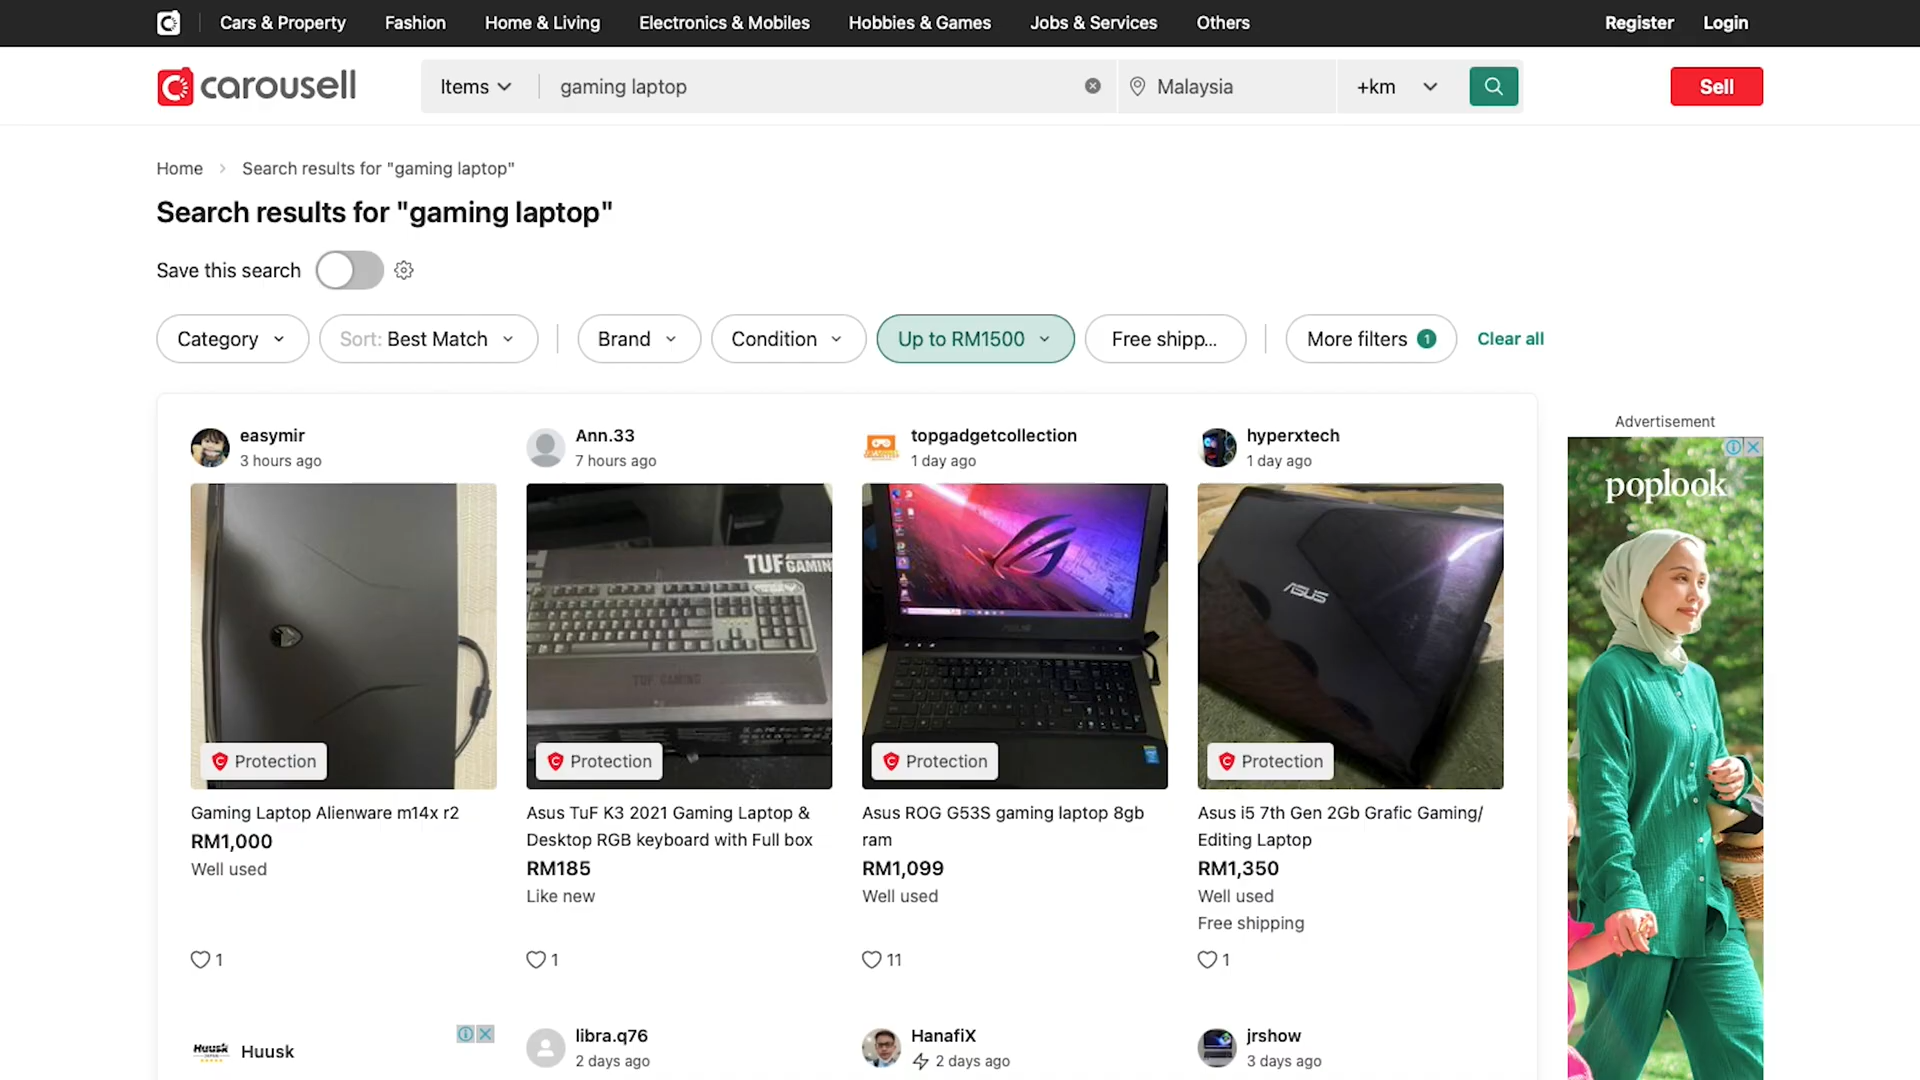 Cars & Property Fashion Home & Living Electronics & Mobiles Hobbies & Games Jobs & Services Others Register Login
carousell Items gaming laptop Malaysia +km Sell
Home Search results for "gaming laptop"
Search results for "gaming laptop"
Save this search
Category Sort: Best Match Brand Condition Up to RM1500 Free shipp... More filters 1 Clear all
Advertisement
poplook
easymir
3 hours ago
Protection
Gaming Laptop Alienware m14x r2
RM1,000
Well used
1
Ann.33
7 hours ago
TUF GAMING
TUF GAMING
Protection
Asus TuF K3 2021 Gaming Laptop &
Desktop RGB keyboard with Full box
RM185
Like new
1
topgadgetcollection
1 day ago
Protection
Asus ROG G53S gaming laptop 8gb
ram
RM1,099
Well used
11
hyperxtech
1 day ago
ASUS
Protection
Asus i5 7th Gen 2Gb Grafic Gaming/
Editing Laptop
RM1,350
Well used
Free shipping
1
Huusk
Huusk
libra.q76
2 days ago
HanafiX
2 days ago
jrshow
3 days ago